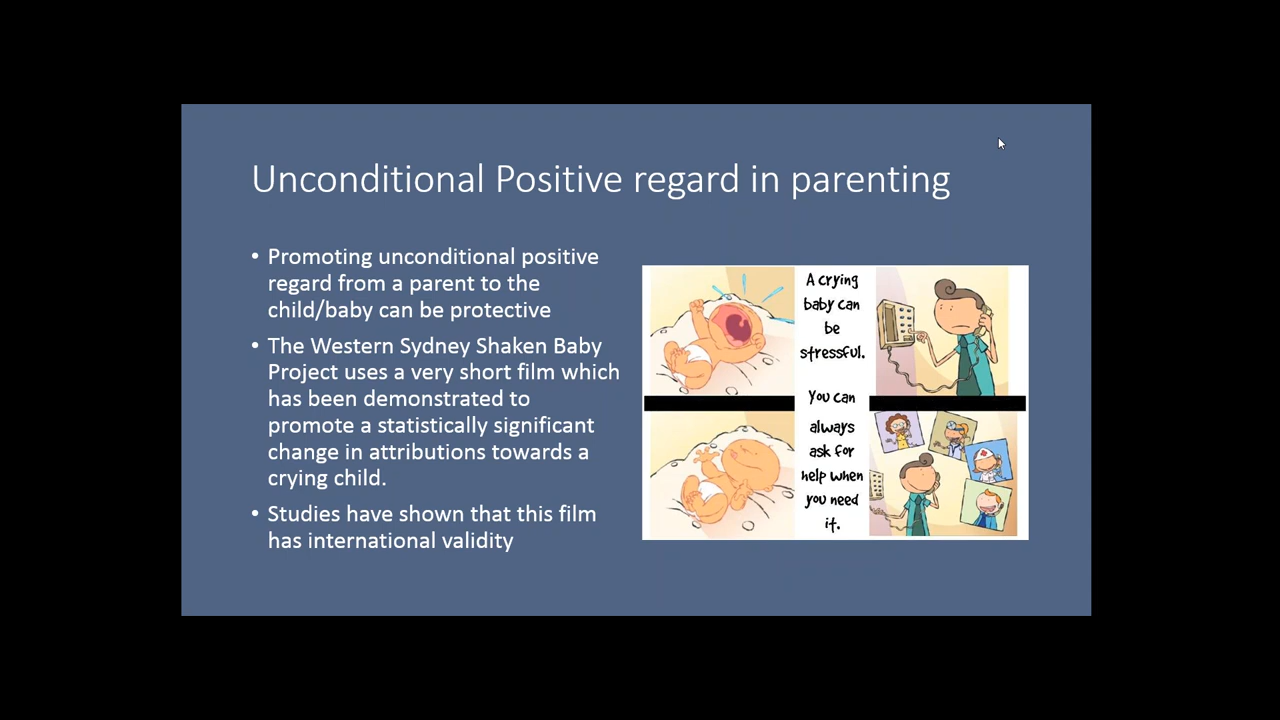 Unconditional Positive regard in parenting
• Promoting unconditional positive
regard from a parent to the
child/baby can be protective
• The Western Sydney Shaken Baby
Project uses a very short film which
has been demonstrated to
promote a statistically significant
change in attributions towards a
crying child.
• Studies have shown that this film
has international validity
A crying
baby can
be
stressful.
You can
always
ask for
help when
you need
it.